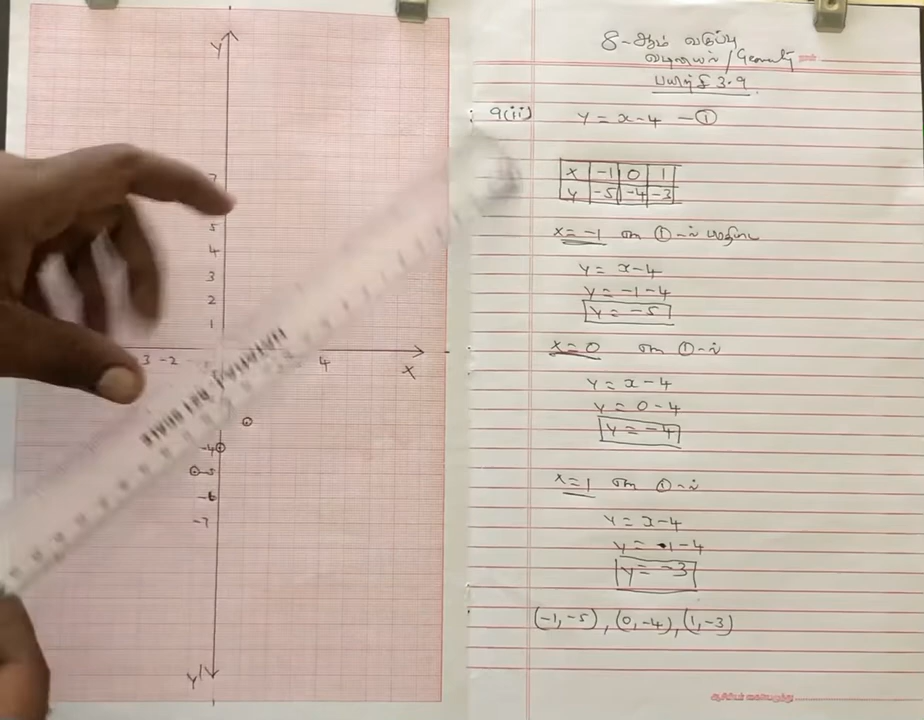 8-ஆம் வகுப்பு
வடிவியல் / Geometry
பயிற்சி 3.9
9(ii) y = x-4 —①
x -1 0 1
y -5 -4 -3
x = -1 என ①-ல் பிரதியிட
y = x-4
y = -1-4
y = -5
x = 0 என ①-ல்
y = x-4
y = 0-4
y = -4
x = 1 என ①-ல்
y = x-4
y = 1-4
y = -3
(-1,-5), (0,-4), (1,-3)
Y
7
5
4
3
2
1
3 -2 4
X
-4
-5
-6
-7
Y'